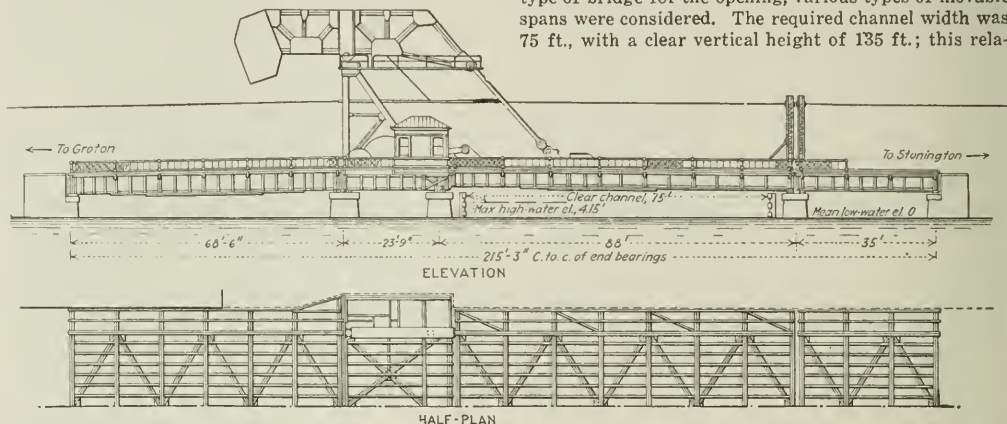 type of bridge for the opening, various types of movable
spans were considered. The required channel width was
75 ft., with a clear vertical height of 135 ft.; this rela-
← To Groton
To Stonington →
Clear channel, 75'
Max high-water el., 4.15'
Mean low-water el. 0
68'-6"
23'-9"
88'
35'
215'-3" C. to c. of end bearings
ELEVATION
HALF-PLAN